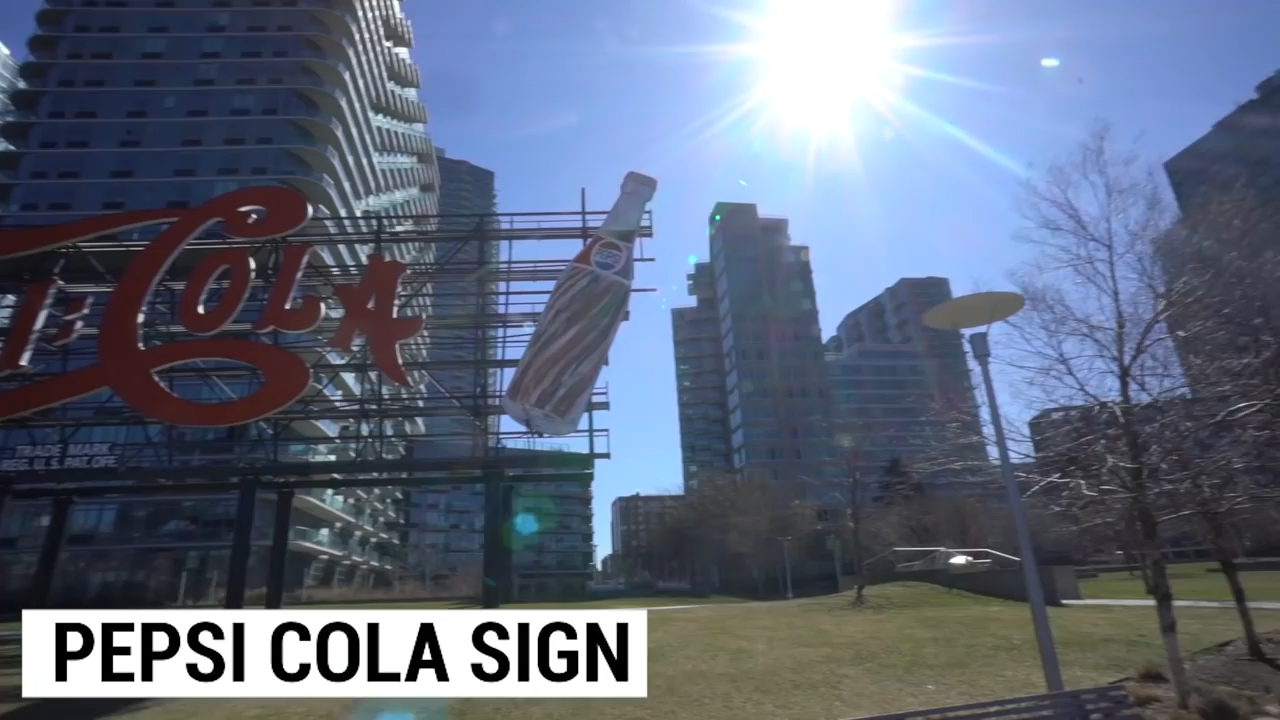 i:Cola
TRADE MARK
REG. U.S. PAT. OFF.
PEPSI
PEPSI COLA SIGN